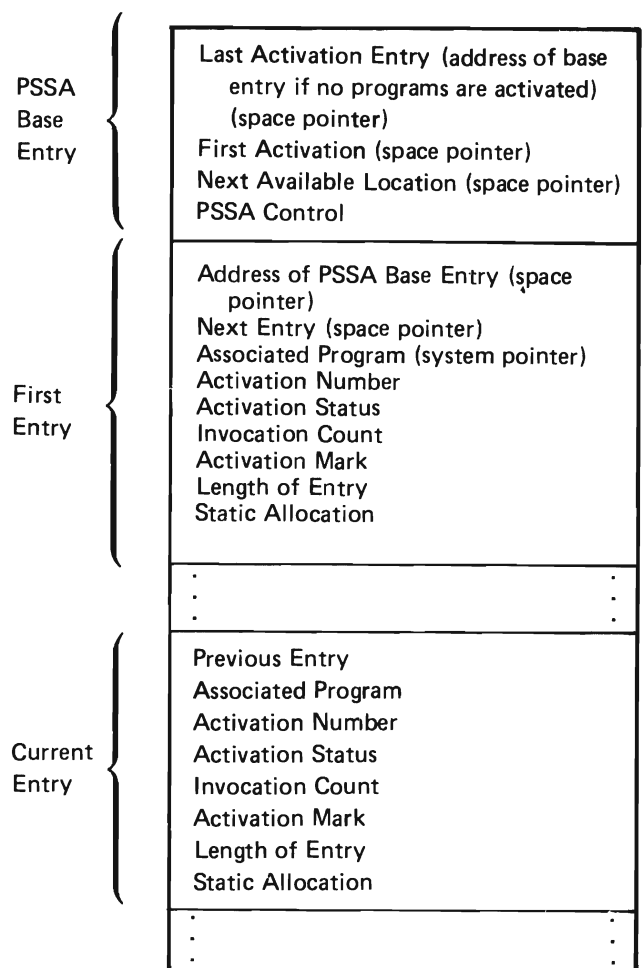 PSSA
Base
Entry
Last Activation Entry (address of base
entry if no programs are activated)
(space pointer)
First Activation (space pointer)
Next Available Location (space pointer)
PSSA Control
First
Entry
Address of PSSA Base Entry (space
pointer)
Next Entry (space pointer)
Associated Program (system pointer)
Activation Number
Activation Status
Invocation Count
Activation Mark
Length of Entry
Static Allocation
Current
Entry
Previous Entry
Associated Program
Activation Number
Activation Status
Invocation Count
Activation Mark
Length of Entry
Static Allocation